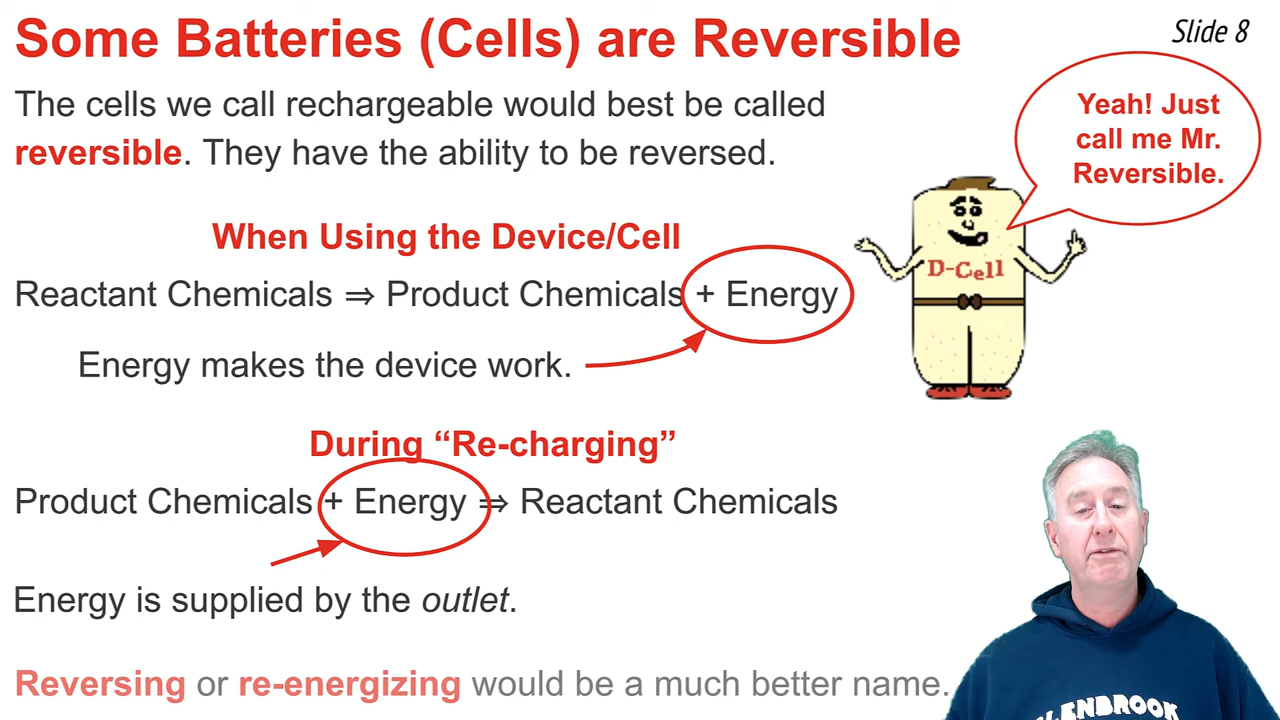 Some Batteries (Cells) are Reversible
Slide 8
The cells we call rechargeable would best be called
reversible. They have the ability to be reversed.
Yeah! Just
call me Mr.
Reversible.
D-Cell
When Using the Device/Cell
Reactant Chemicals ⇒ Product Chemicals + Energy
Energy makes the device work.
During “Re-charging”
Product Chemicals + Energy ⇒ Reactant Chemicals
Energy is supplied by the outlet.
Reversing or re-energizing would be a much better name.
LENBROOK